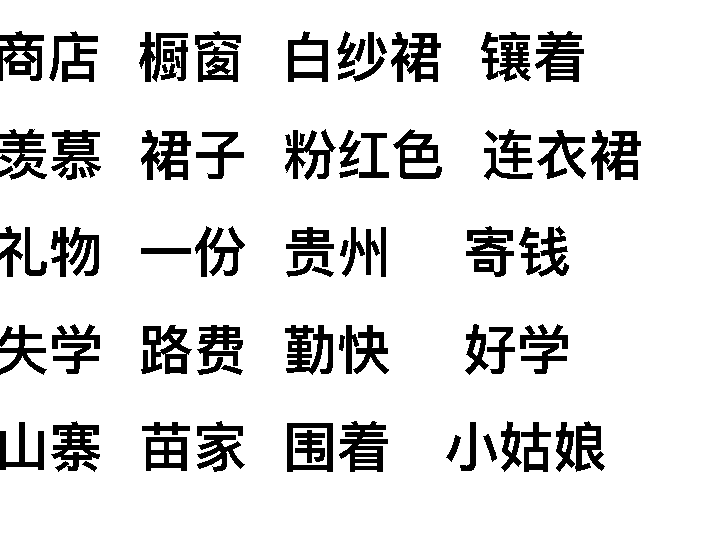 商店 橱窗 白纱裙 镶着
羡慕 裙子 粉红色 连衣裙
礼物 一份 贵州 寄钱
失学 路费 勤快 好学
山寨 苗家 围着 小姑娘